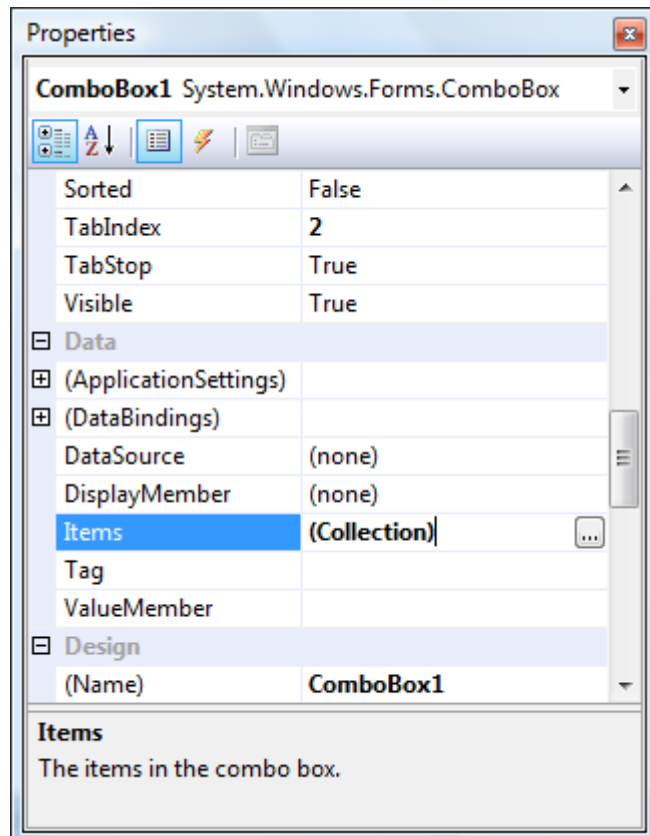 Properties
ComboBox1 System.Windows.Forms.ComboBox
Sorted False
TabIndex 2
TabStop True
Visible True
Data
(ApplicationSettings)
(DataBindings)
DataSource (none)
DisplayMember (none)
Items (Collection) ...
Tag
ValueMember
Design
(Name) ComboBox1
Items
The items in the combo box.